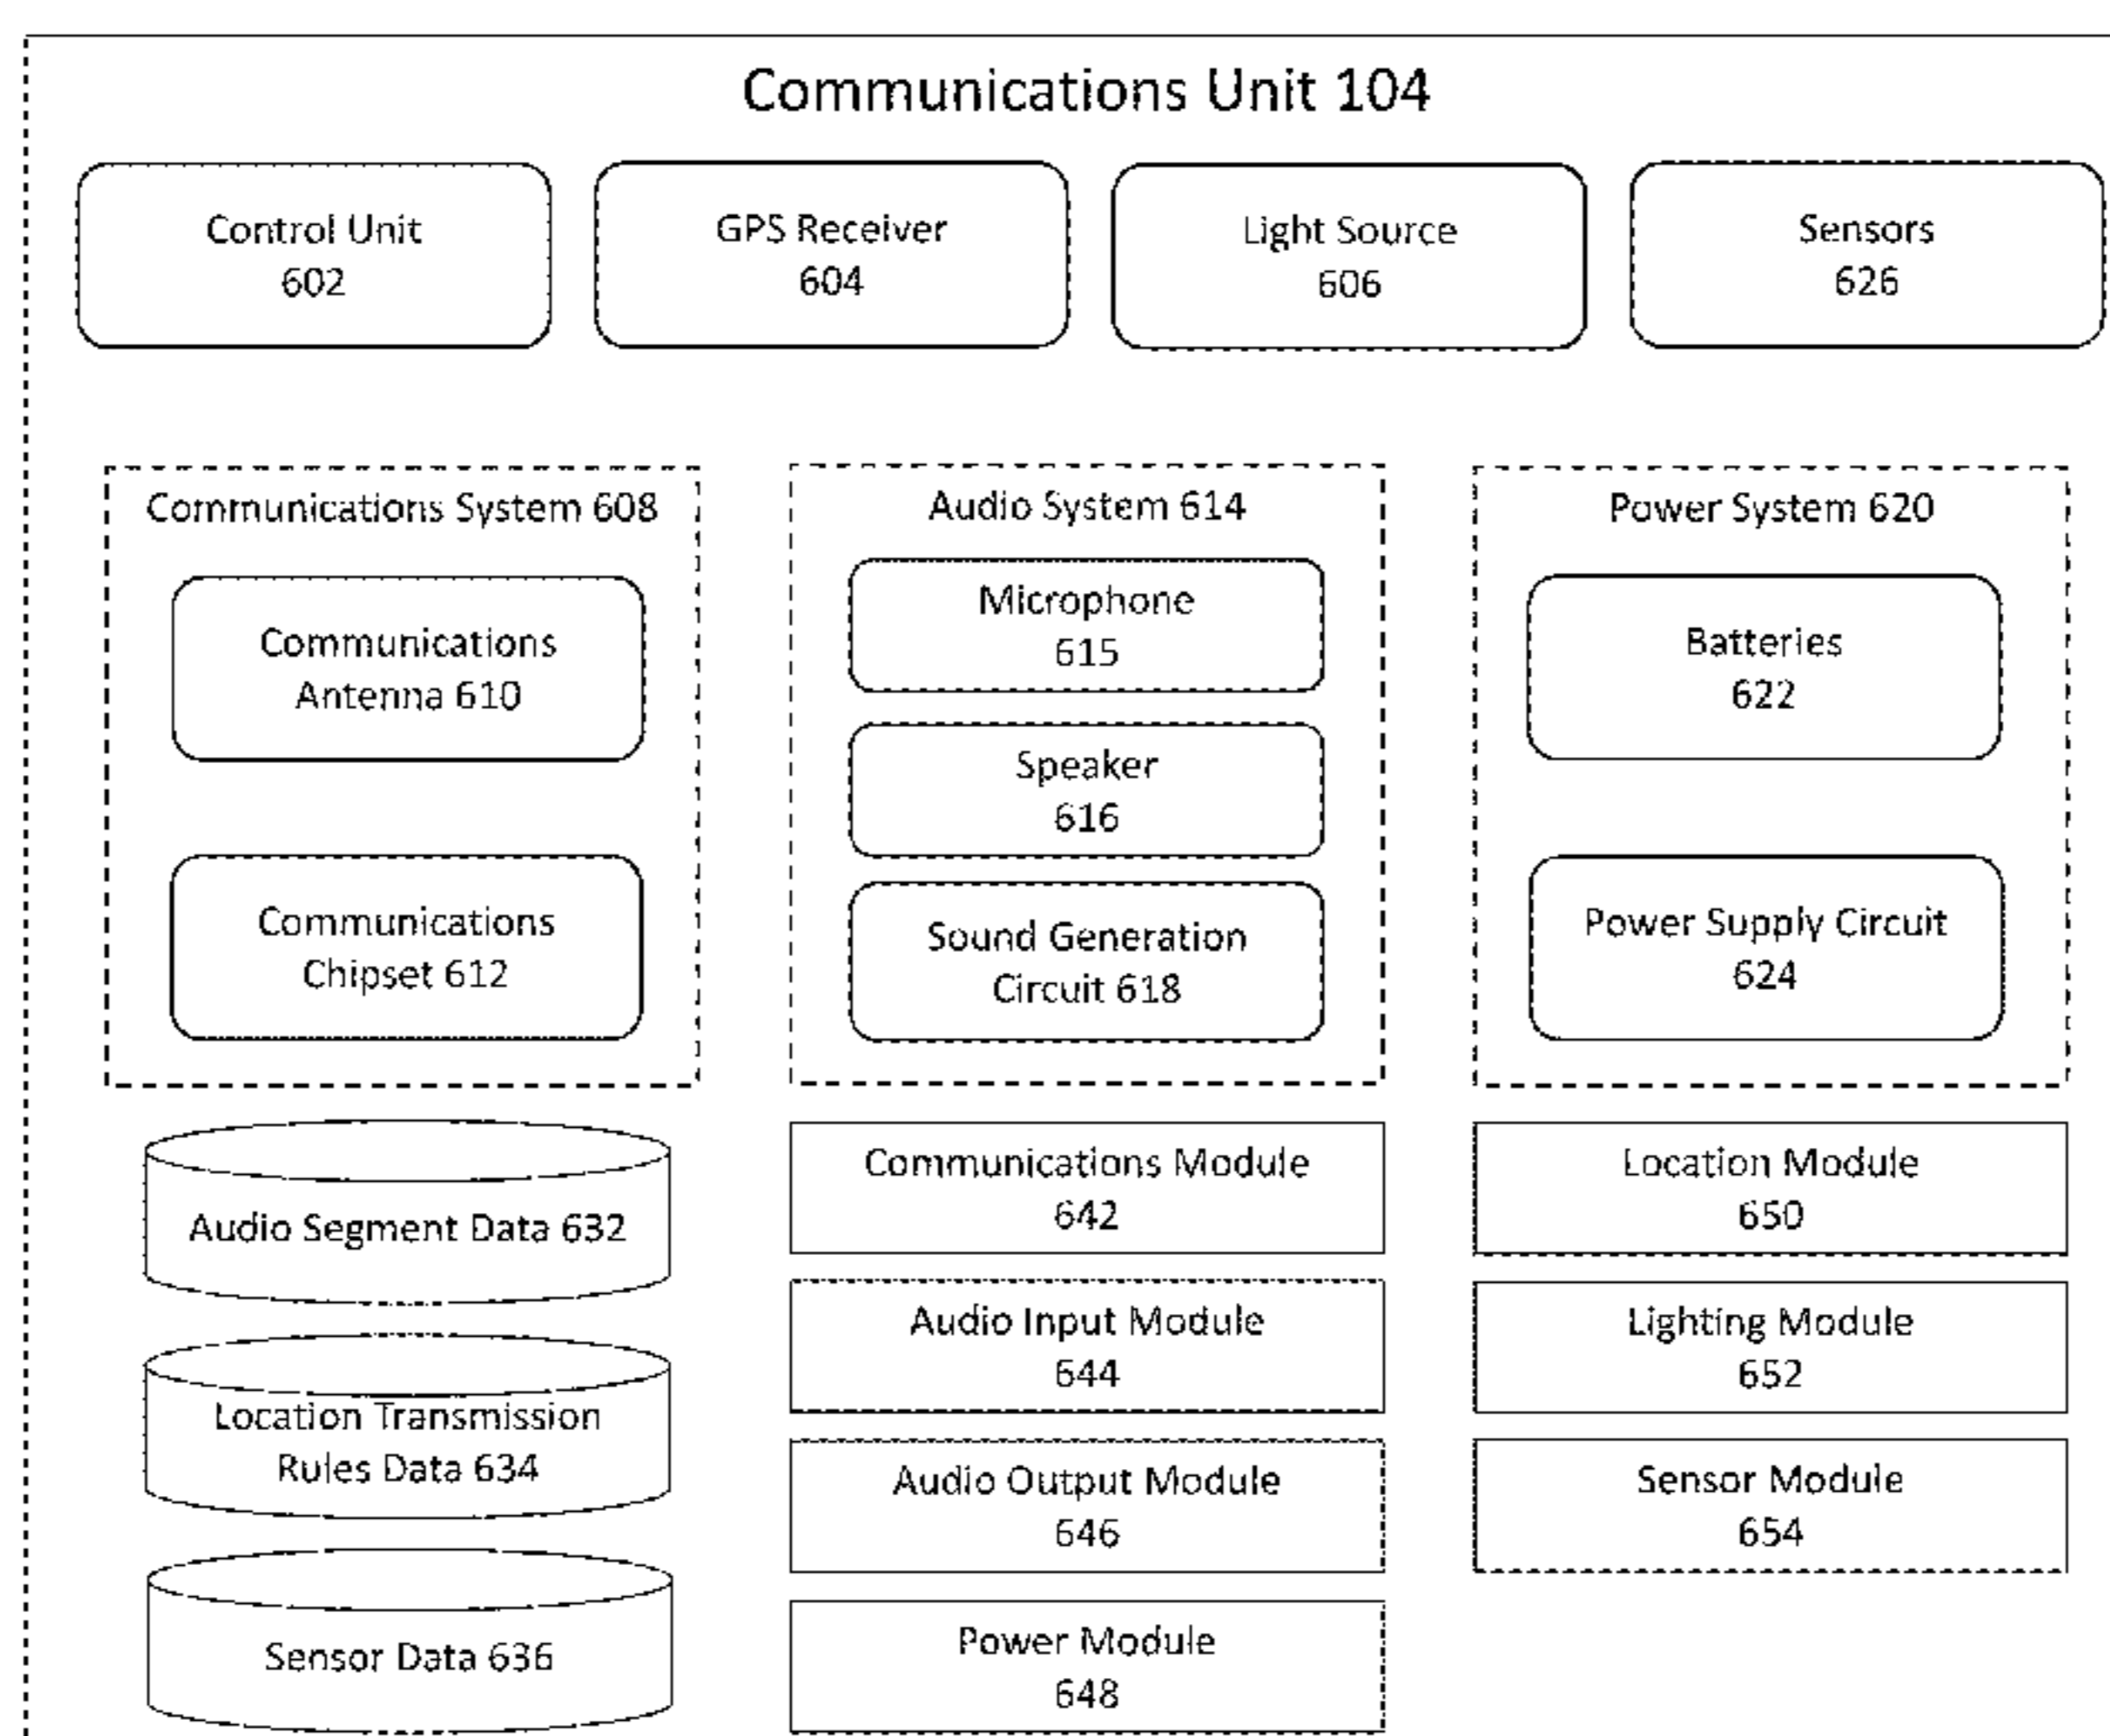 Communications Unit 104
Control Unit
602
GPS Receiver
604
Light Source
606
Sensors
626
Communications System 608
Communications
Antenna 610
Communications
Chipset 612
Audio System 614
Microphone
615
Speaker
616
Sound Generation
Circuit 618
Power System 620
Batteries
622
Power Supply Circuit
624
Audio Segment Data 632
Location Transmission
Rules Data 634
Sensor Data 636
Communications Module
642
Audio Input Module
644
Audio Output Module
646
Power Module
648
Location Module
650
Lighting Module
652
Sensor Module
654